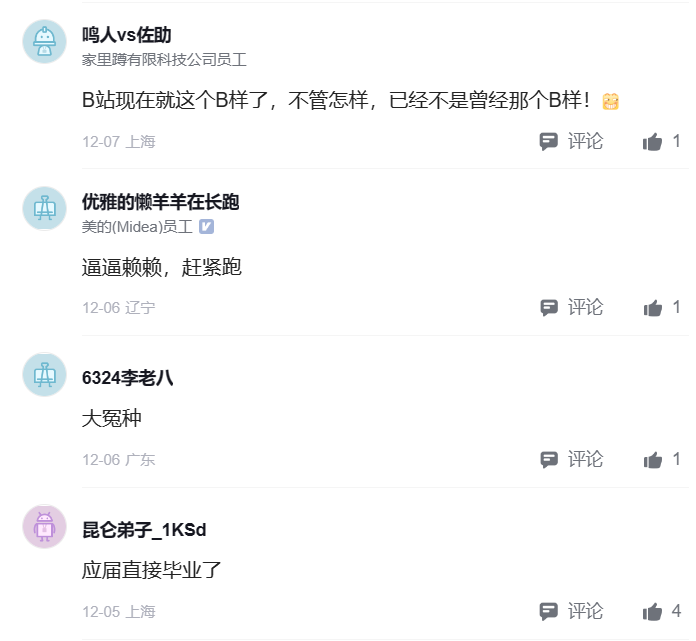 鸣人vs佐助
家里蹲有限科技公司员工
B站现在就这个B样了，不管怎样，已经不是曾经那个B样！
12-07 上海 评论 1
优雅的懒羊羊在长跑
美的(Midea)员工 V
逼逼赖赖，赶紧跑
12-06 辽宁 评论 1
6324李老八
大冤种
12-06 广东 评论 1
昆仑弟子_1KSd
应届直接毕业了
12-05 上海 评论 4